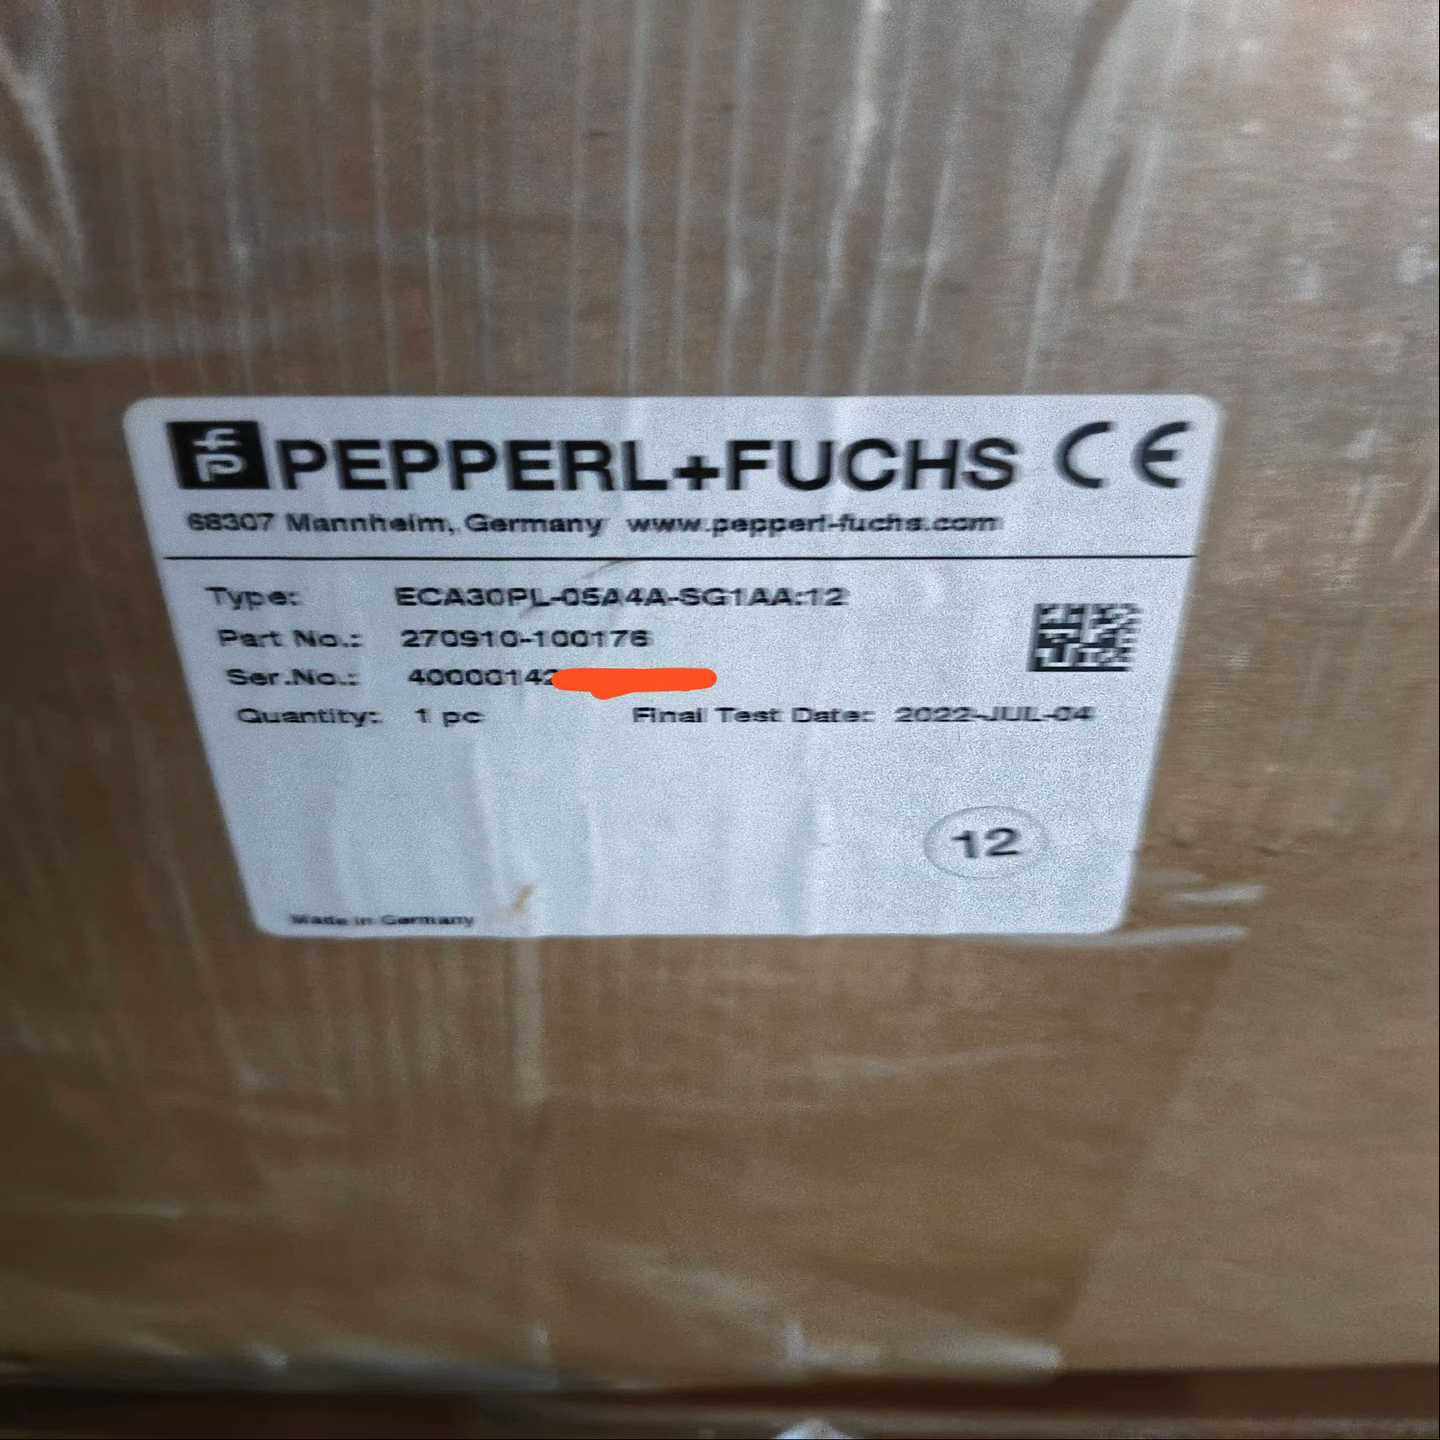 PEPPERL+FUCHS CE
68307 Mannheim, Germany www.pepperl-fuchs.com
Type: ECA30PL-05A4A-SG1AA:12
Part No.: 270910-100176
Ser.No.: 40000142
Quantity: 1 pc Final Test Date: 2022-JUL-04
12
Made in Germany